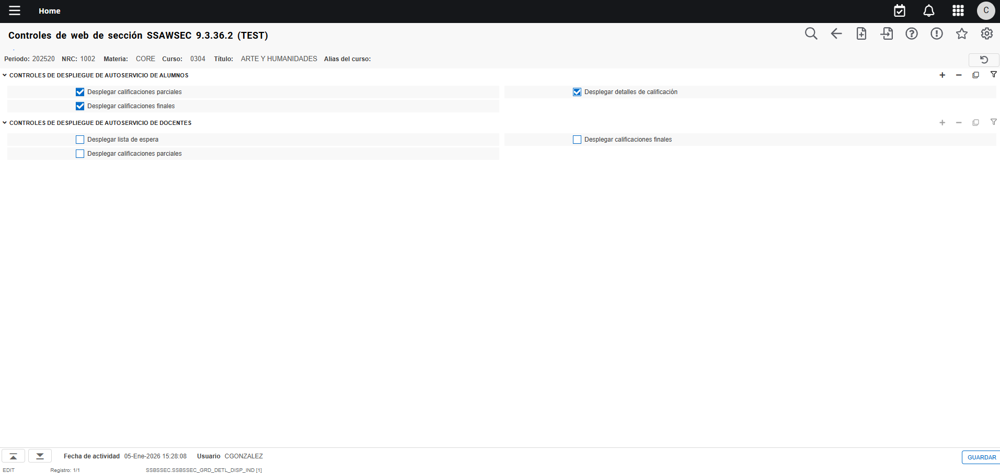 Home
C
Controles de web de sección SSAWSEC 9.3.36.2 (TEST)
Periodo: 202520 NRC: 1002 Materia: CORE Curso: 0304 Título: ARTE Y HUMANIDADES Alias del curso:
CONTROLES DE DESPLIEGUE DE AUTOSERVICIO DE ALUMNOS
Desplegar calificaciones parciales
Desplegar detalles de calificación
Desplegar calificaciones finales
CONTROLES DE DESPLIEGUE DE AUTOSERVICIO DE DOCENTES
Desplegar lista de espera
Desplegar calificaciones finales
Desplegar calificaciones parciales
Fecha de actividad 05-Ene-2026 15:28:08 Usuario CGONZALEZ
GUARDAR
EDIT Registro: 1/1 SSBSSEC.SSBSSEC_GRD_DETL_DISP_IND [1]